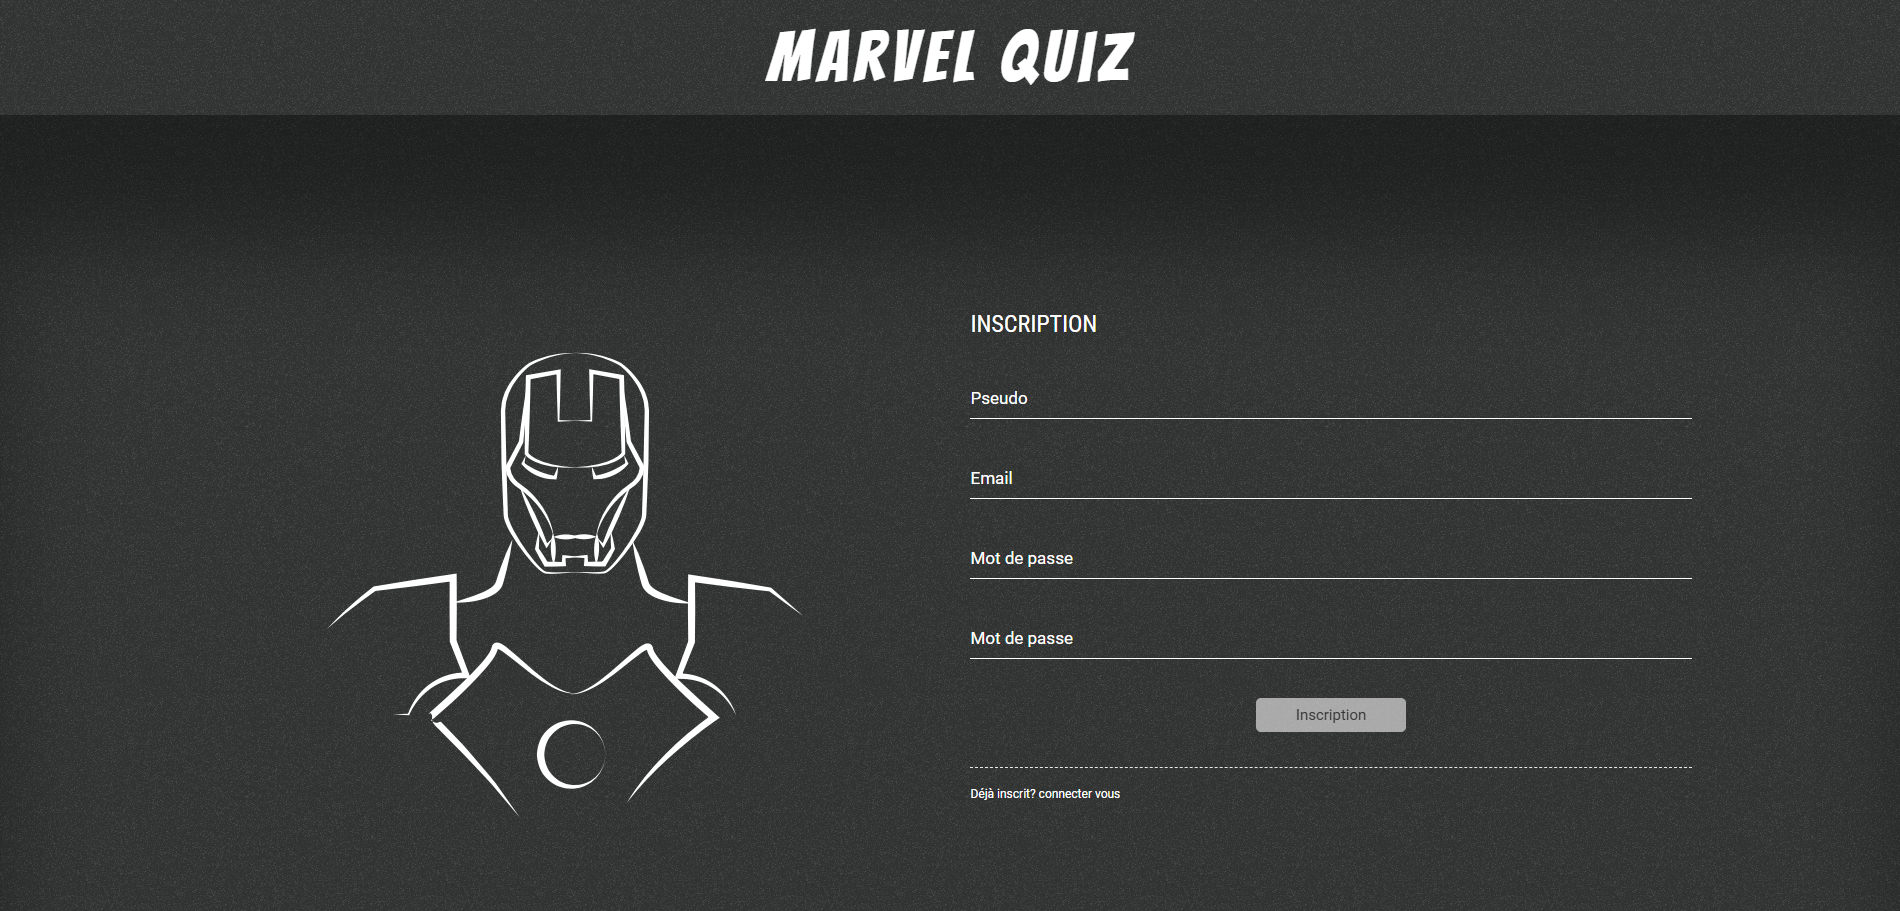 MARVEL QUIZ
INSCRIPTION
Pseudo
Email
Mot de passe
Mot de passe
Inscription
Déjà inscrit? connecter vous